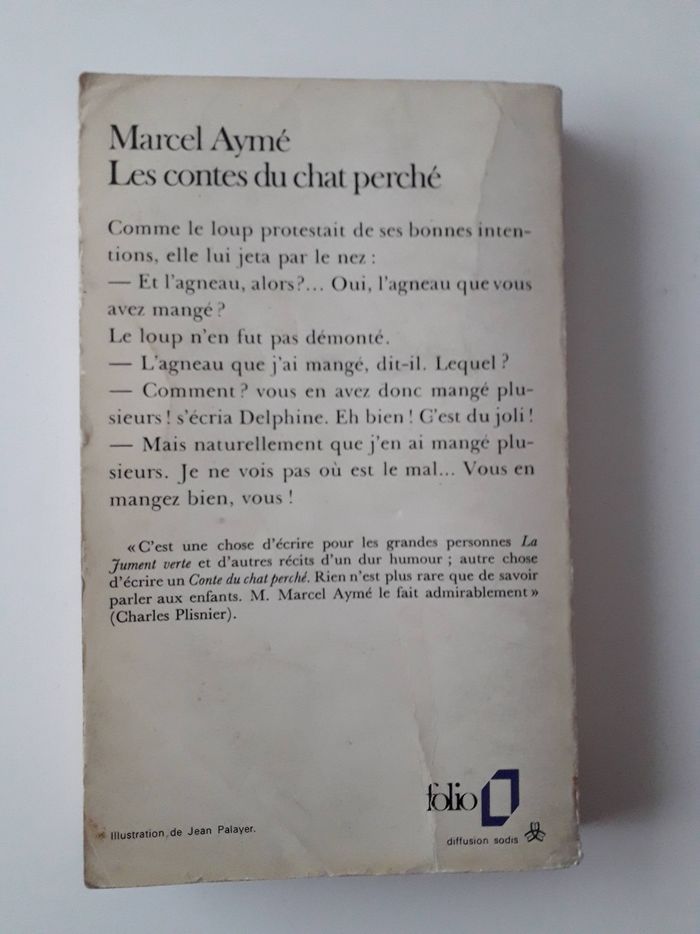 Marcel Aymé
Les contes du chat perché
Comme le loup protestait de ses bonnes inten-
tions, elle lui jeta par le nez :
— Et l'agneau, alors?... Oui, l'agneau que vous
avez mangé ?
Le loup n'en fut pas démonté.
— L'agneau que j'ai mangé, dit-il. Lequel ?
— Comment ? vous en avez donc mangé plu-
sieurs ! s'écria Delphine. Eh bien ! C'est du joli !
— Mais naturellement que j'en ai mangé plu-
sieurs. Je ne vois pas où est le mal... Vous en
mangez bien, vous !
« C'est une chose d'écrire pour les grandes personnes La
Jument verte et d'autres récits d'un dur humour ; autre chose
d'écrire un Conte du chat perché. Rien n'est plus rare que de savoir
parler aux enfants. M. Marcel Aymé le fait admirablement »
(Charles Plisnier).
folio
Illustration de Jean Palayer.
diffusion sodis